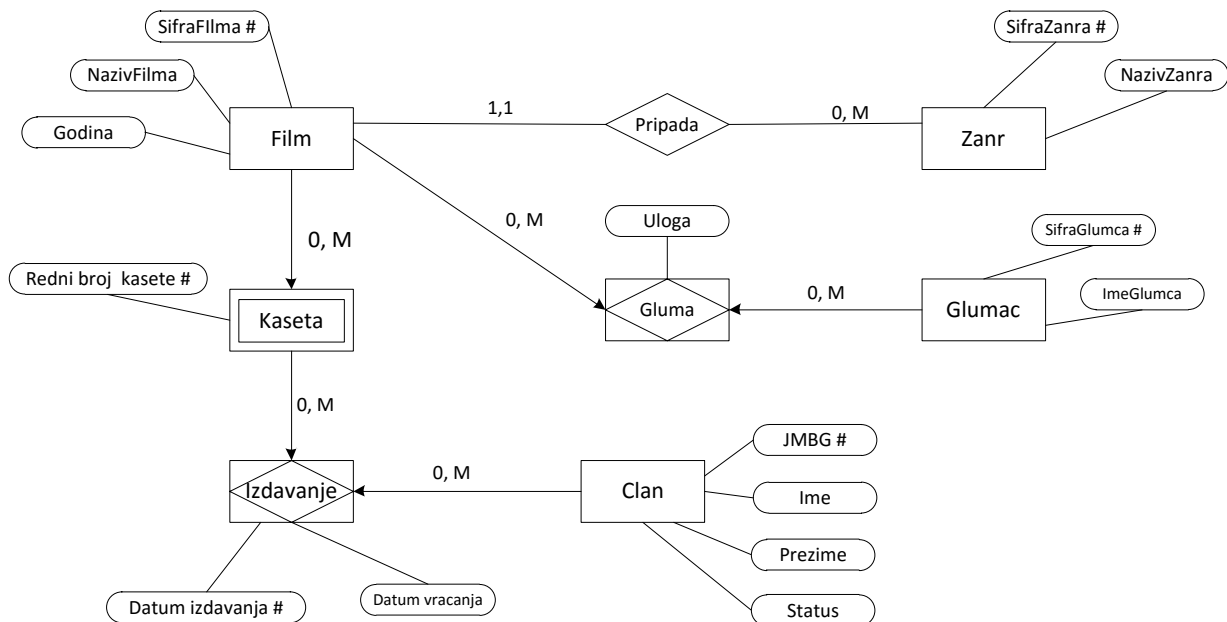 SifraFIlma #
SifraZanra #
NazivFilma
NazivZanra
Godina
Film
1,1
Pripada
0, M
Zanr
0, M
0, M
Uloga
SifraGlumca #
Redni broj  kasete #
Kaseta
Gluma
0, M
Glumac
ImeGlumca
0, M
JMBG #
Izdavanje
0, M
Clan
Ime
Prezime
Datum izdavanja #
Datum vracanja
Status